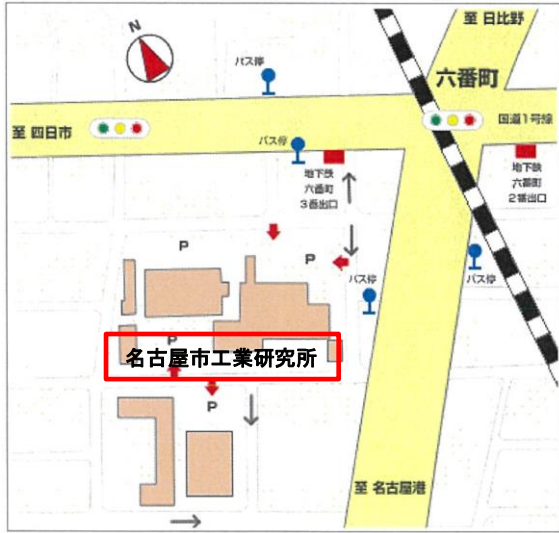 N
至 日比野
バス停
六番町
至 四日市
国道1号線
バス停
地下鉄
六番町
3番出口
地下鉄
六番町
2番出口
P
P
バス停
バス停
P
名古屋市工業研究所
P
至 名古屋港